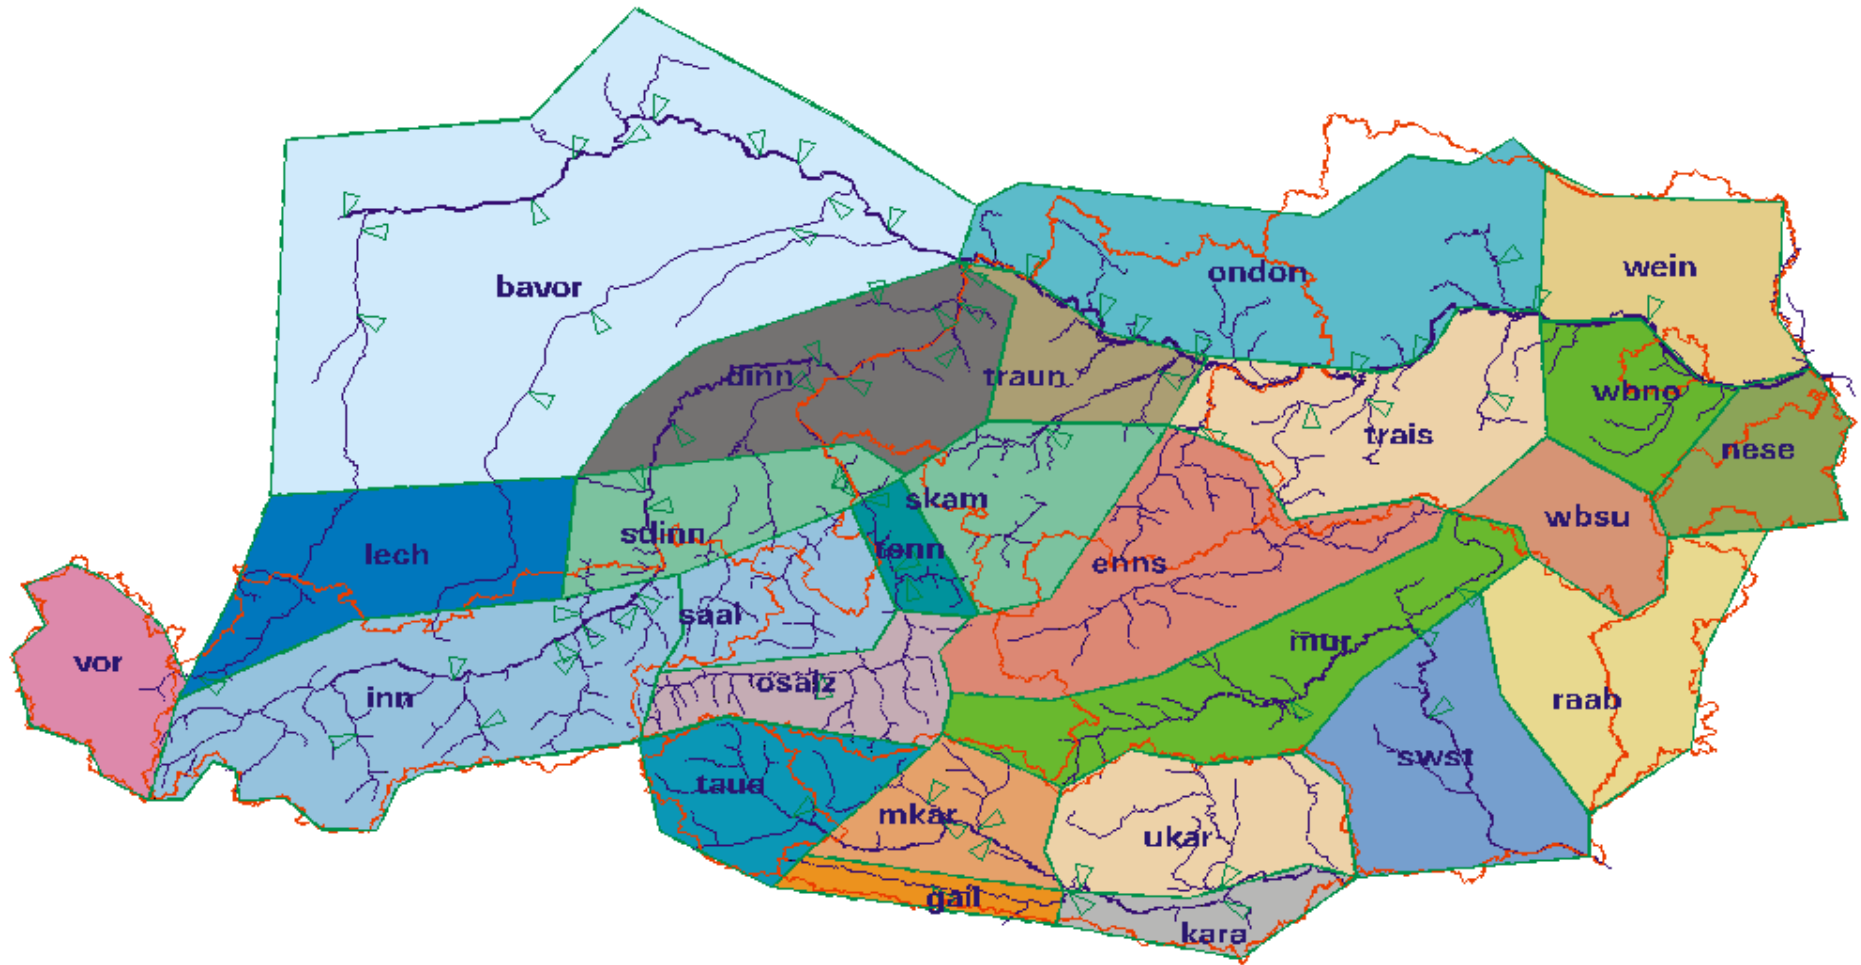 wein
ondon
bavor
dinn
traun
wbno
trais
nese
skam
wbsu
sdinn
tenn
lech
enns
saal
mur
vor
osalz
inn
raab
swst
taue
mkar
ukar
gail
kara